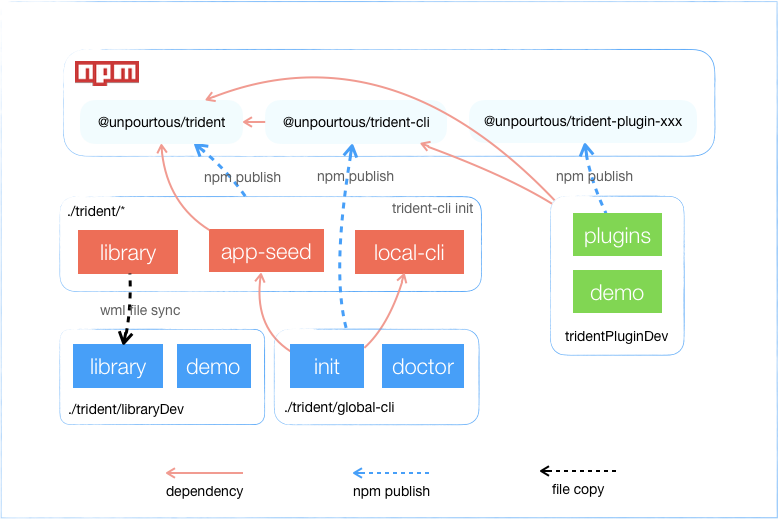 npm
@unpourtous/trident
@unpourtous/trident-cli
@unpourtous/trident-plugin-xxx
npm publish
npm publish
npm publish
./trident/*
trident-cli init
library
app-seed
local-cli
plugins
demo
tridentPluginDev
wml file sync
library
demo
./trident/libraryDev
init
doctor
./trident/global-cli
dependency
npm publish
file copy